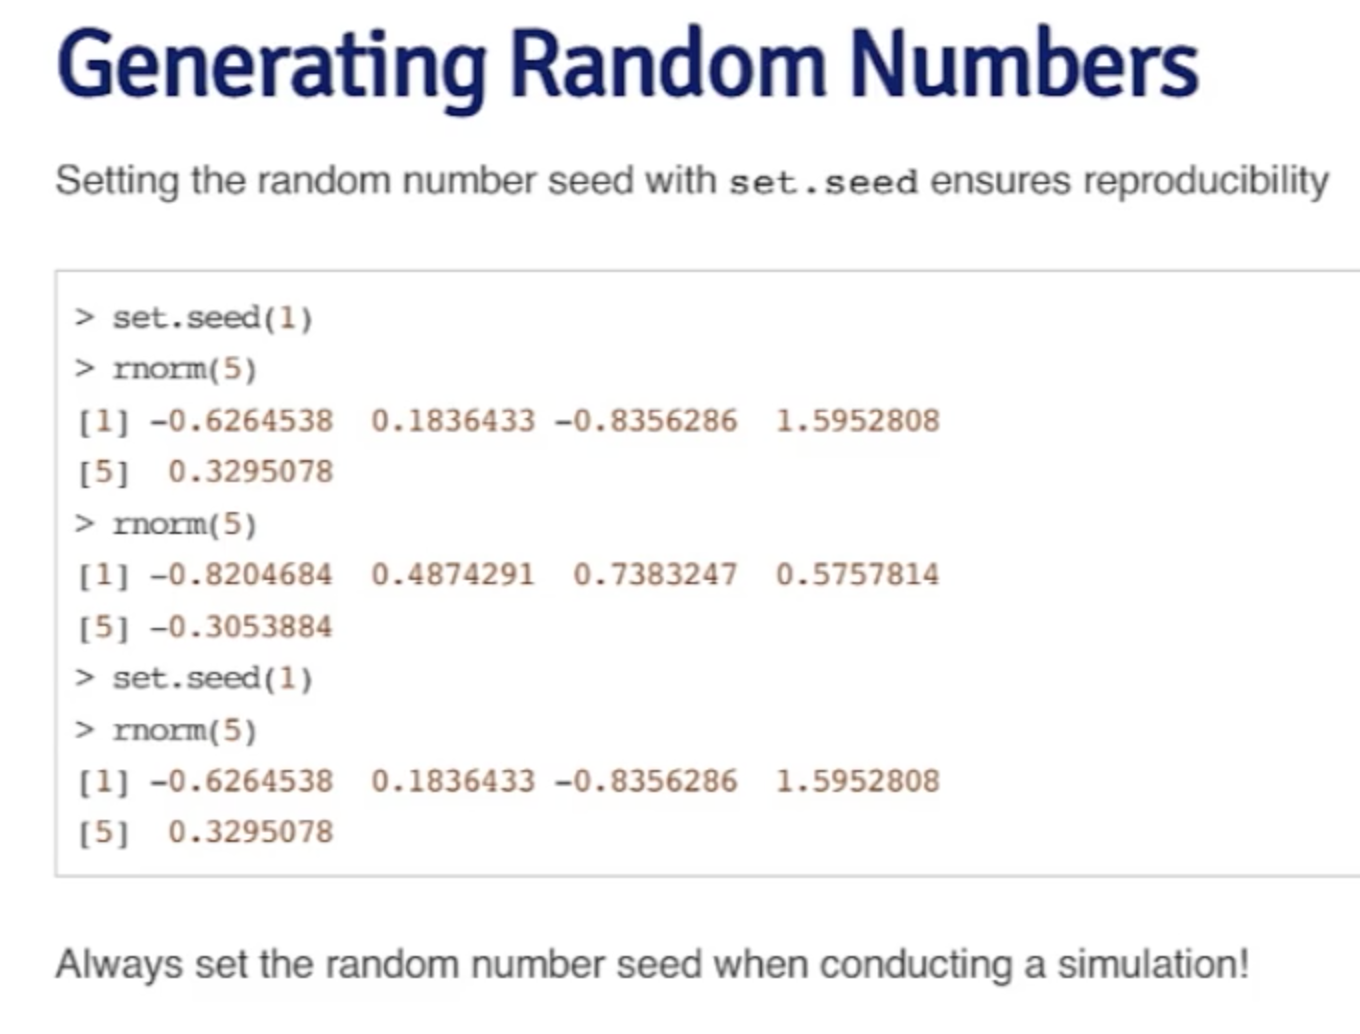 Generating Random Numbers
Setting the random number seed with set.seed ensures reproducibility
> set.seed(1)
> rnorm(5)
[1] -0.6264538  0.1836433 -0.8356286  1.5952808
[5]  0.3295078
> rnorm(5)
[1] -0.8204684  0.4874291  0.7383247  0.5757814
[5] -0.3053884
> set.seed(1)
> rnorm(5)
[1] -0.6264538  0.1836433 -0.8356286  1.5952808
[5]  0.3295078
Always set the random number seed when conducting a simulation!